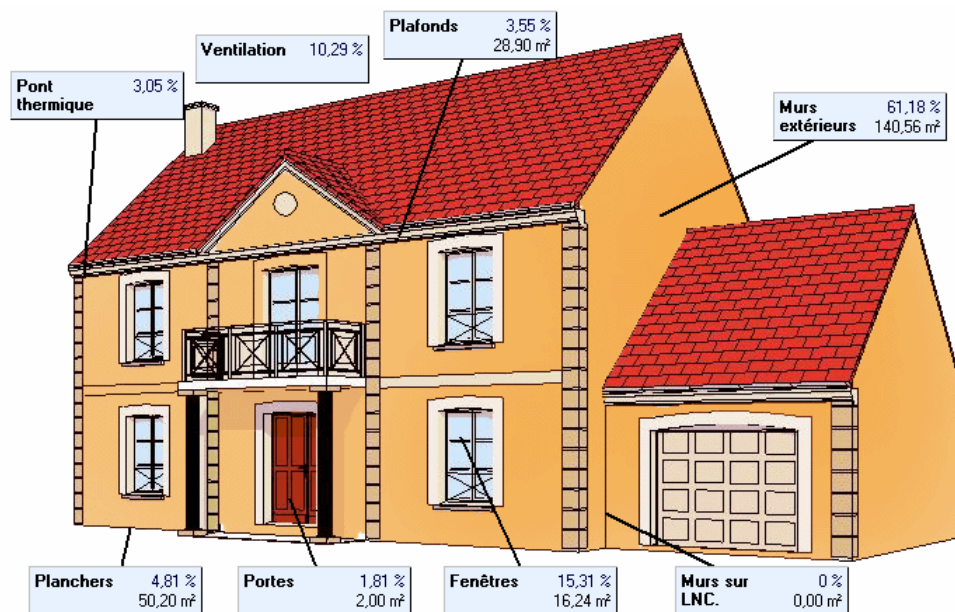 Plafonds 3,55 %
28,90 m²
Ventilation 10,29 %
Pont 3,05 %
thermique
Murs 61,18 %
extérieurs 140,56 m²
Planchers 4,81 %
50,20 m²
Portes 1,81 %
2,00 m²
Fenêtres 15,31 %
16,24 m²
Murs sur 0 %
LNC. 0,00 m²